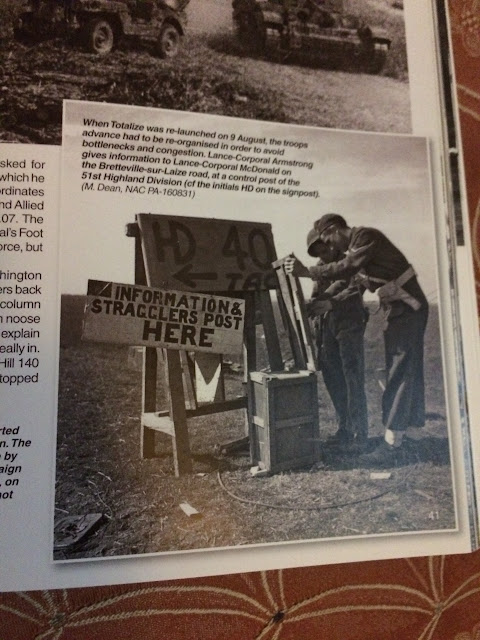 sked for
which he
ordinates
nd Allied
.07. The
al's Foot
orce, but
hington
ers back
column
n noose
explain
eally in.
Hill 140
topped
rted
n. The
by
aign
, on
not
When Totalize was re-launched on 9 August, the troops
advance had to be re-organised in order to avoid
bottlenecks and congestion. Lance-Corporal Armstrong
gives information to Lance-Corporal McDonald on
the Bretteville-sur-Laize road, at a control post of the
51st Highland Division (cf the initials HD on the signpost).
(M. Dean, NAC PA-160831)
HD 40
INFORMATION &
STRAGGLERS POST
HERE
41